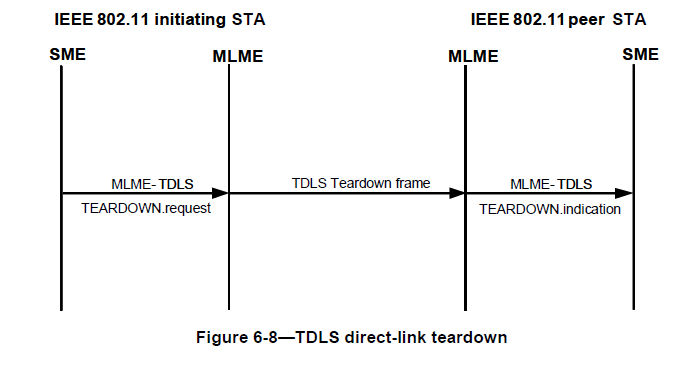 IEEE 802.11 initiating STA IEEE 802.11 peer STA
SME MLME MLME SME
MLME- TDLS TDLS Teardown frame MLME- TDLS
TEARDOWN.request TEARDOWN.indication
Figure 6-8—TDLS direct-link teardown